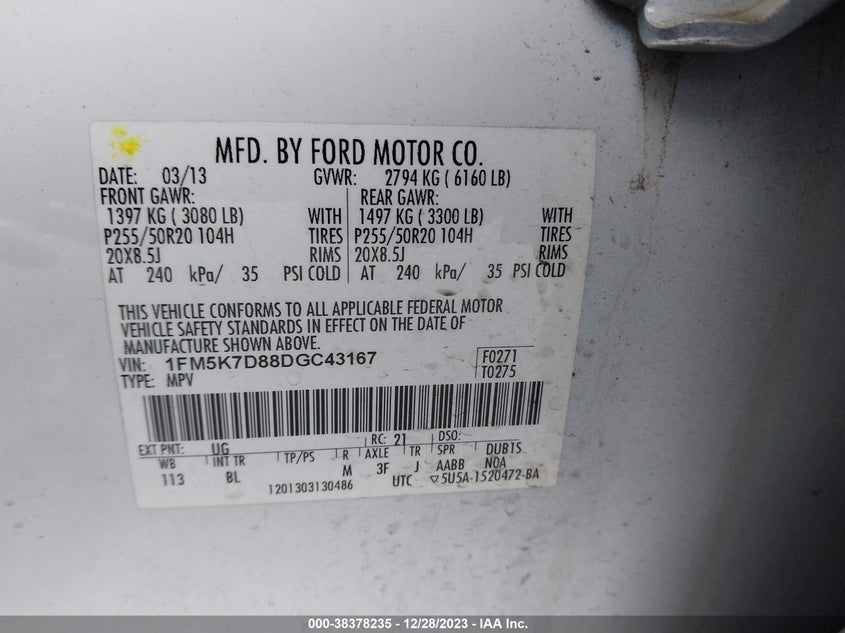 MFD. BY FORD MOTOR CO.
DATE: 03/13 GVWR: 2794 KG ( 6160 LB)
FRONT GAWR: REAR GAWR:
1397 KG ( 3080 LB) WITH 1497 KG ( 3300 LB) WITH
P255/50R20 104H TIRES P255/50R20 104H TIRES
20X8.5J RIMS 20X8.5J RIMS
AT 240 kPa/ 35 PSI COLD AT 240 kPa/ 35 PSI COLD
THIS VEHICLE CONFORMS TO ALL APPLICABLE FEDERAL MOTOR
VEHICLE SAFETY STANDARDS IN EFFECT ON THE DATE OF
MANUFACTURE SHOWN ABOVE.
VIN: 1FM5K7D88DGC43167 F0271
TYPE: MPV T0275
EXT PNT: UG RC: 21 DSO:
WB INT TR TP/PS R AXLE TR SPR DUB1S
113 BL M 3F J AABB N0A
1201303130486 UTC ▽5U5A-1520472-BA
000-38378235 - 12/28/2023 - IAA Inc.